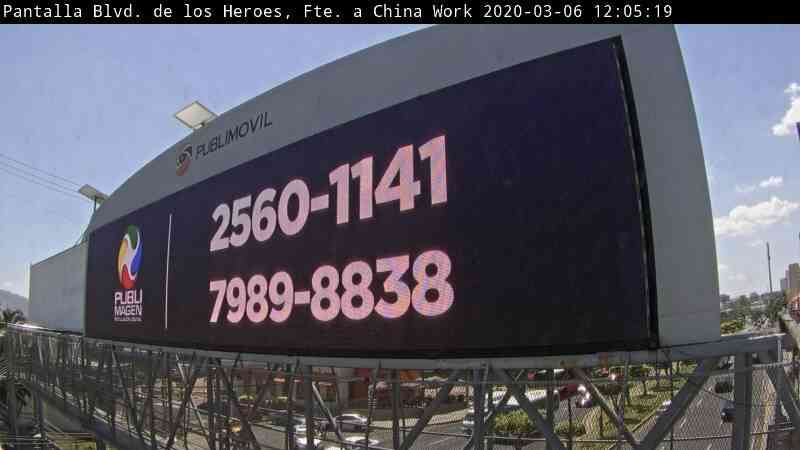 Pantalla Blvd. de los Heroes, Fte. a China Work 2020-03-06 12:05:19
PUBLIMOVIL
2560-1141
7989-8838
PUBLI
IMAGEN